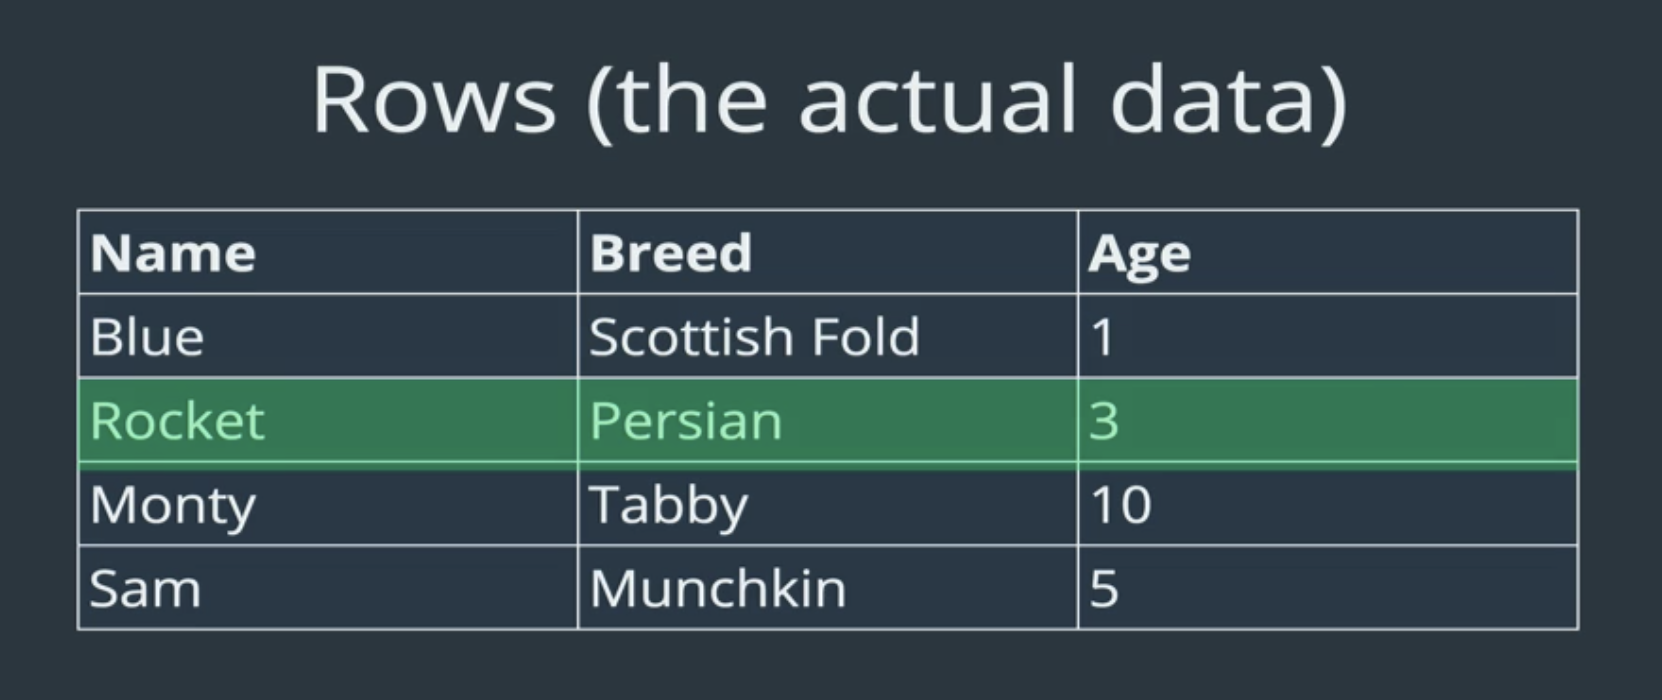 Rows (the actual data)
Name Breed Age
Blue Scottish Fold 1
Rocket Persian 3
Monty Tabby 10
Sam Munchkin 5